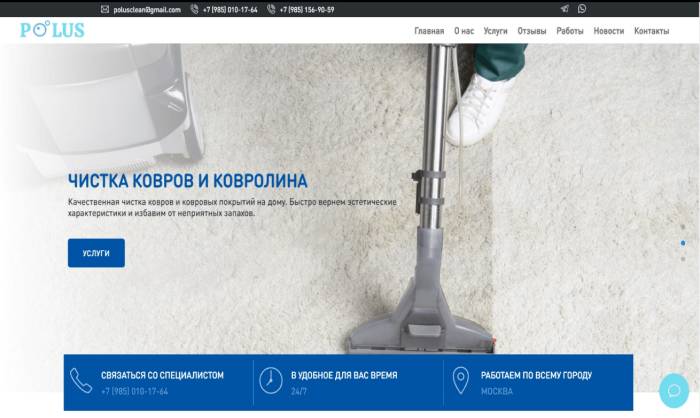 polusclean@gmail.com +7 (985) 010-17-64 +7 (985) 156-90-59
POLUS Главная О нас Услуги Отзывы Работы Новости Контакты
ЧИСТКА КОВРОВ И КОВРОЛИНА
Качественная чистка ковров и ковровых покрытий на дому. Быстро вернем эстетические
характеристики и избавим от неприятных запахов.
УСЛУГИ
СВЯЗАТЬСЯ СО СПЕЦИАЛИСТОМ В УДОБНОЕ ДЛЯ ВАС ВРЕМЯ РАБОТАЕМ ПО ВСЕМУ ГОРОДУ
+7 (985) 010-17-64 24/7 МОСКВА